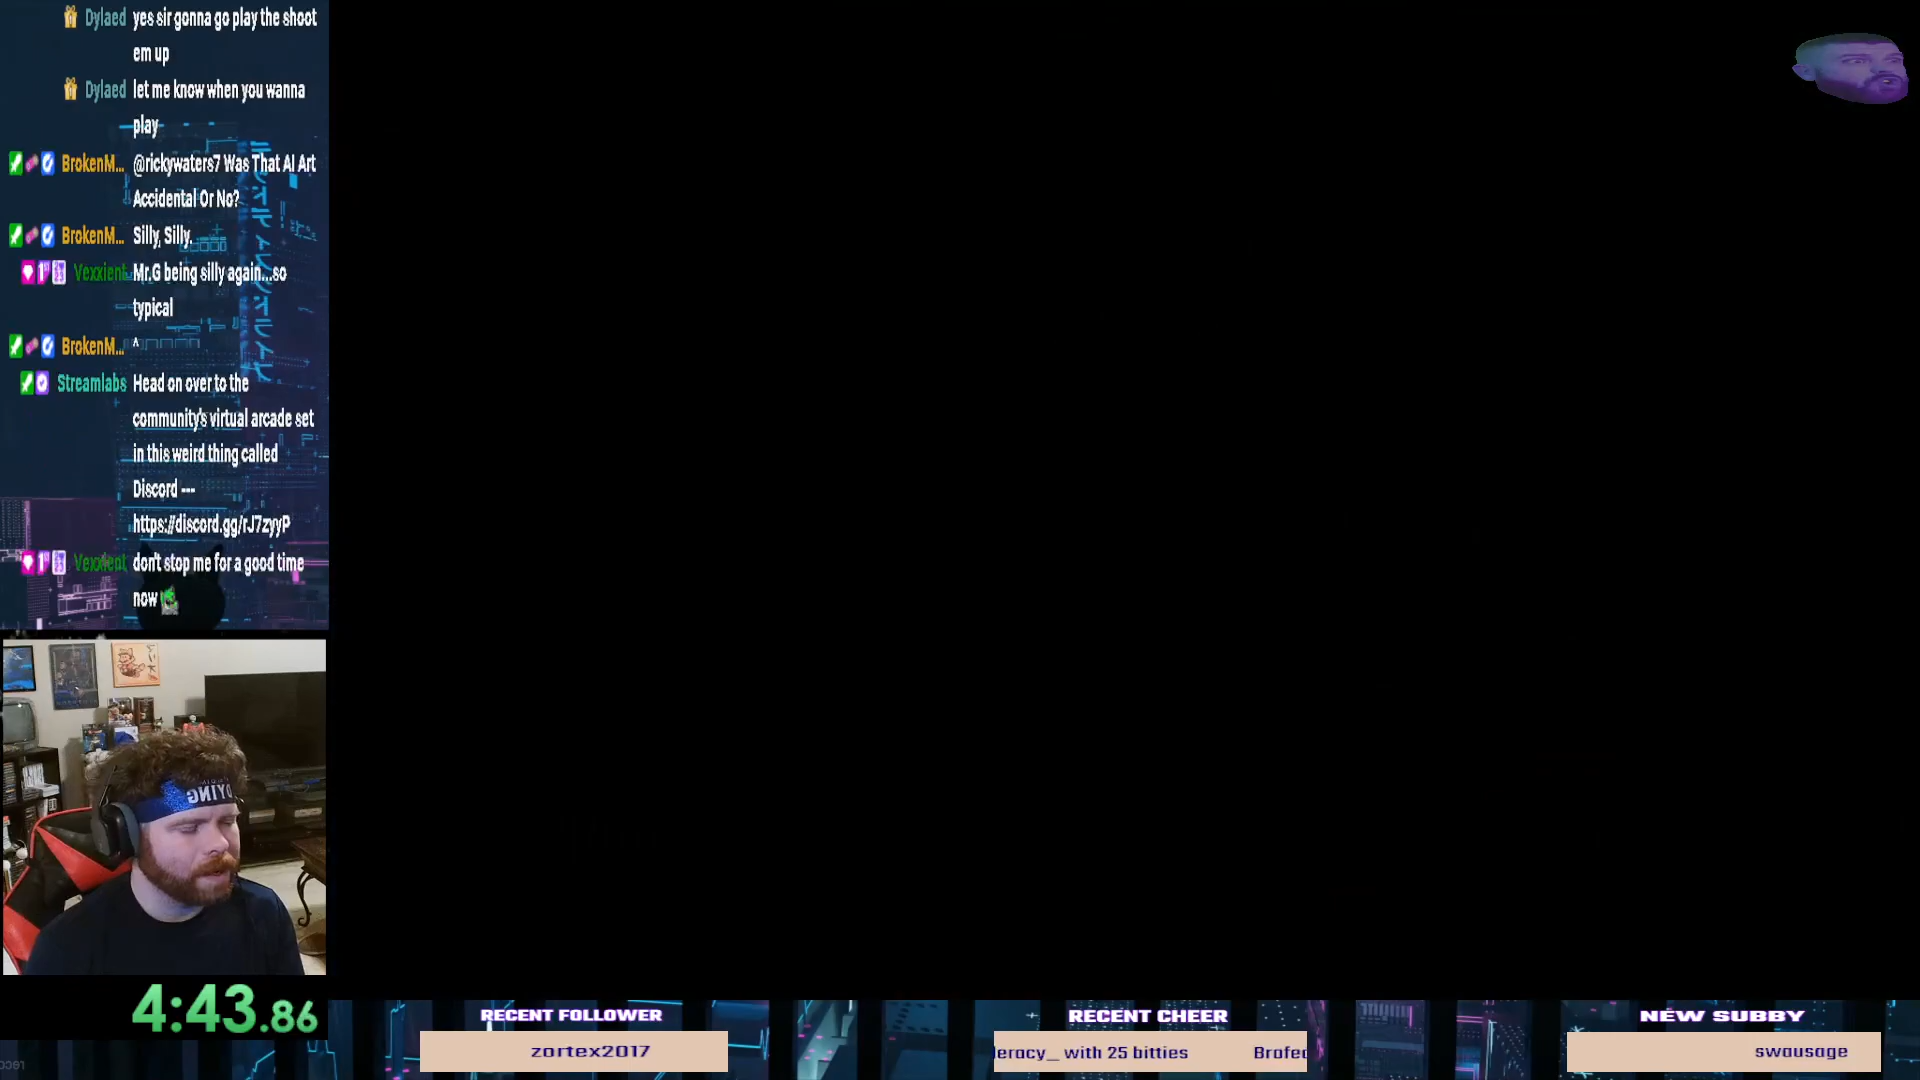 Dylaed yes sir gonna go play the shoot
em up
Dylaed let me know when you wanna
play
BrokenM... @rickywaters7 Was That AI Art
Accidental Or No?
BrokenM... Silly, Silly.
Vexxient Mr.G being silly again...so
typical
BrokenM... ^
Streamlabs Head on over to the
community's virtual arcade set
in this weird thing called
Discord ---
https://discord.gg/rJ7zyyP
Vexxient don't stop me for a good time
now
DYING
4:43.86
RECENT FOLLOWER
zortex2017
RECENT CHEER
leracy_ with 25 bitties Brofec
NEW SUBBY
swausage